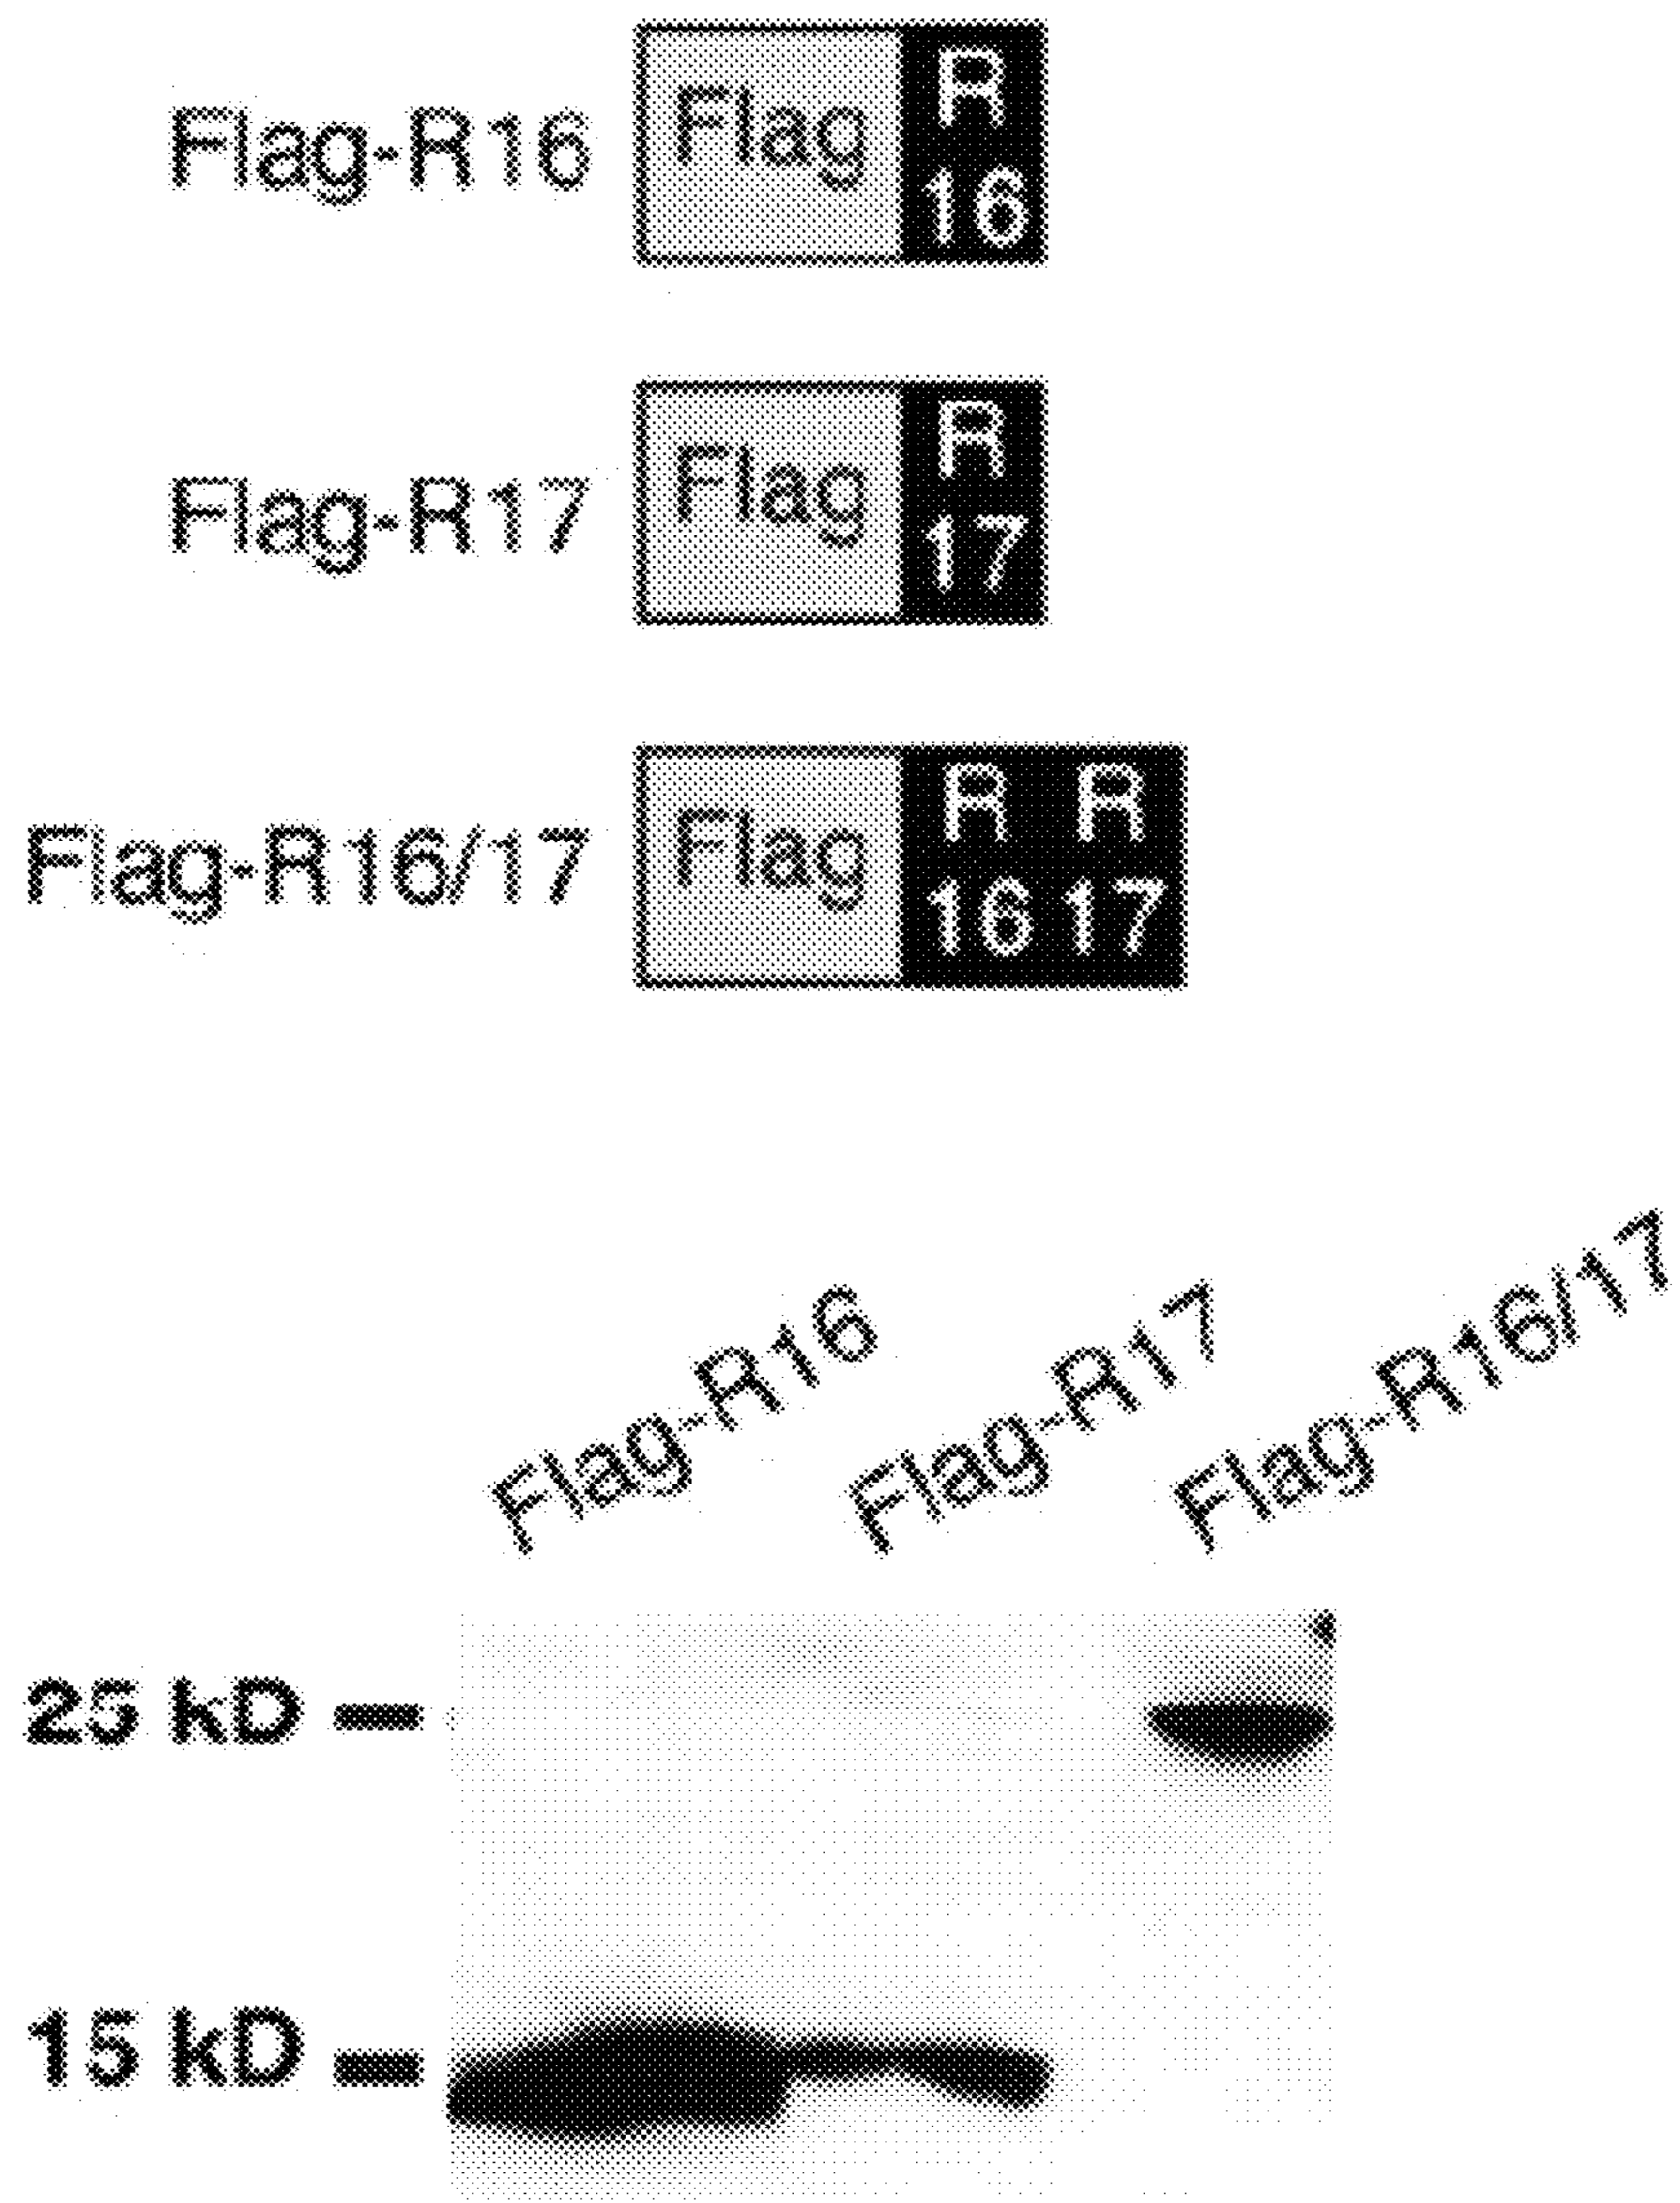 Flag-R16 Flag R 16
Flag-R17 Flag R 17
Flag-R16/17 Flag R R 16 17
Flag-R16 Flag-R17 Flag-R16/17
25 kD
15 kD